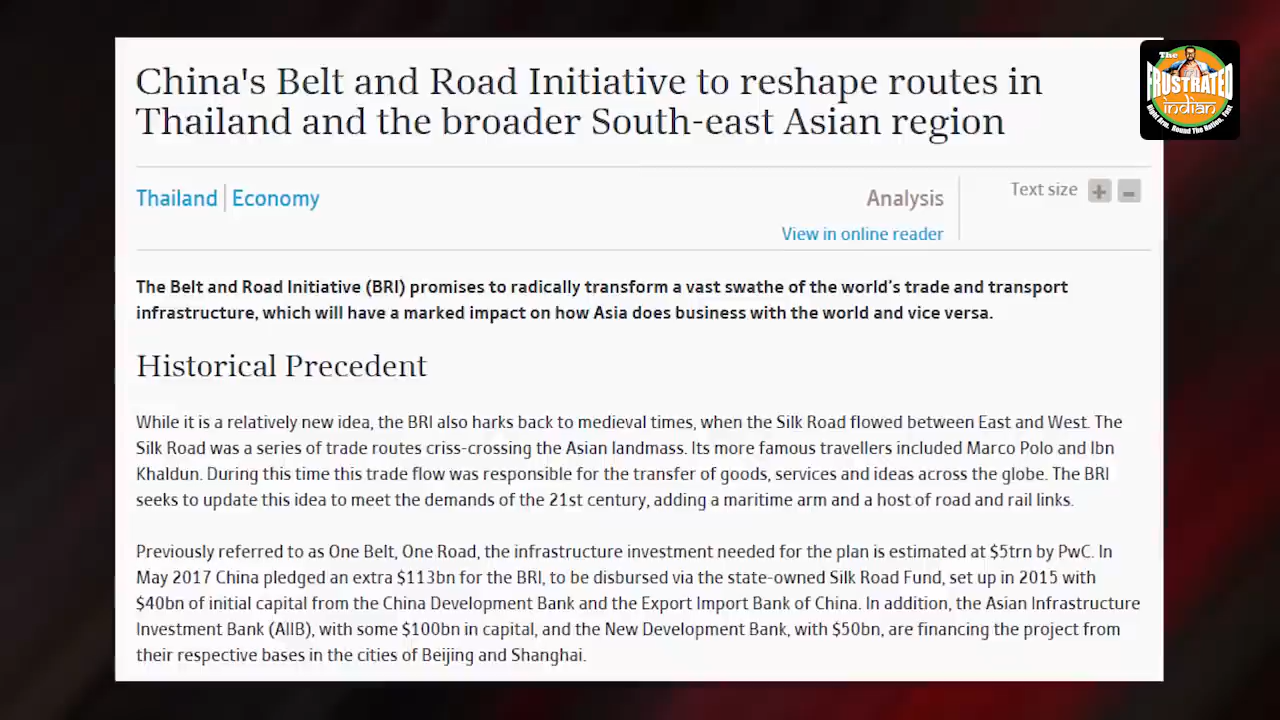 China's Belt and Road Initiative to reshape routes in
Thailand and the broader South-east Asian region
Thailand | Economy
Analysis
Text size + -
View in online reader
The Belt and Road Initiative (BRI) promises to radically transform a vast swathe of the world's trade and transport
infrastructure, which will have a marked impact on how Asia does business with the world and vice versa.
Historical Precedent
While it is a relatively new idea, the BRI also harks back to medieval times, when the Silk Road flowed between East and West. The
Silk Road was a series of trade routes criss-crossing the Asian landmass. Its more famous travellers included Marco Polo and Ibn
Khaldun. During this time this trade flow was responsible for the transfer of goods, services and ideas across the globe. The BRI
seeks to update this idea to meet the demands of the 21st century, adding a maritime arm and a host of road and rail links.
Previously referred to as One Belt, One Road, the infrastructure investment needed for the plan is estimated at $5trn by PwC. In
May 2017 China pledged an extra $113bn for the BRI, to be disbursed via the state-owned Silk Road Fund, set up in 2015 with
$40bn of initial capital from the China Development Bank and the Export Import Bank of China. In addition, the Asian Infrastructure
Investment Bank (AIIB), with some $100bn in capital, and the New Development Bank, with $50bn, are financing the project from
their respective bases in the cities of Beijing and Shanghai.
The
FRUSTRATED
indian
Right Arm. Round The Nation. Fast